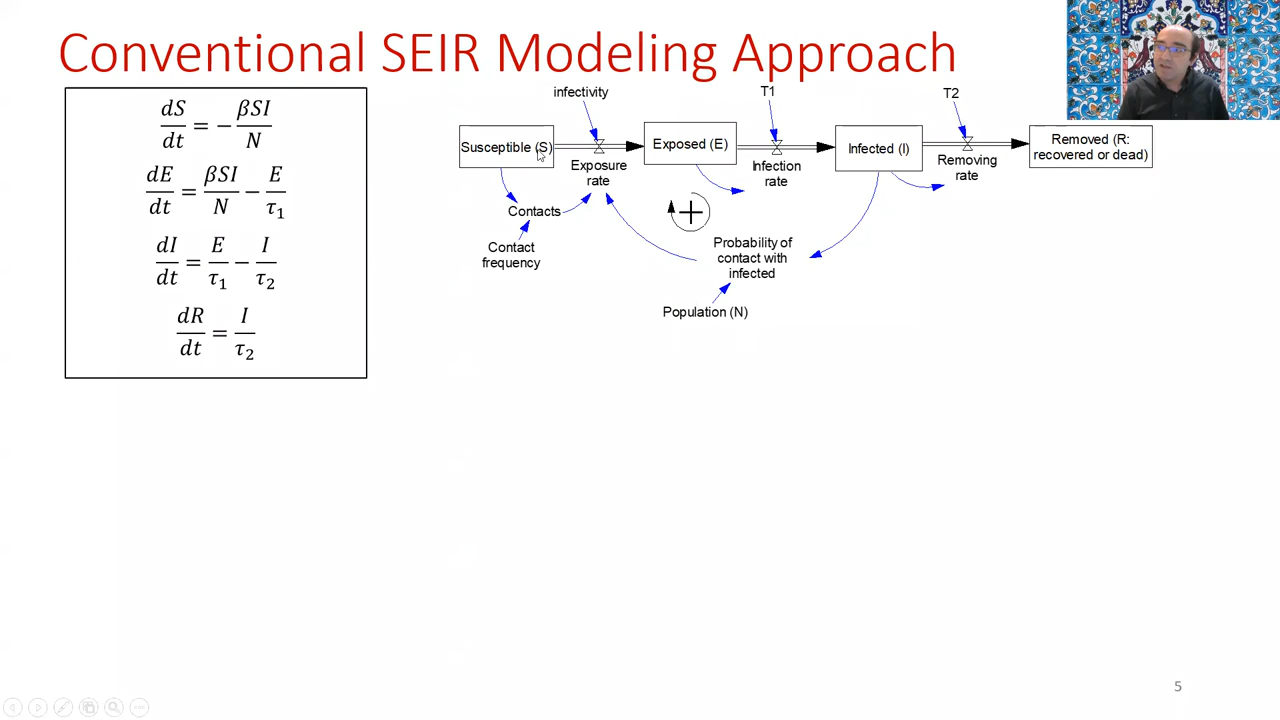 Conventional SEIR Modeling Approach
dS/dt = −βSI/N
dE/dt = βSI/N − E/τ₁
dI/dt = E/τ₁ − I/τ₂
dR/dt = I/τ₂
infectivity
T1
T2
Susceptible (S)
Exposed (E)
Infected (I)
Removed (R:
recovered or dead)
Exposure
rate
Infection
rate
Removing
rate
Contacts
Contact
frequency
+
Probability of
contact with
infected
Population (N)
5